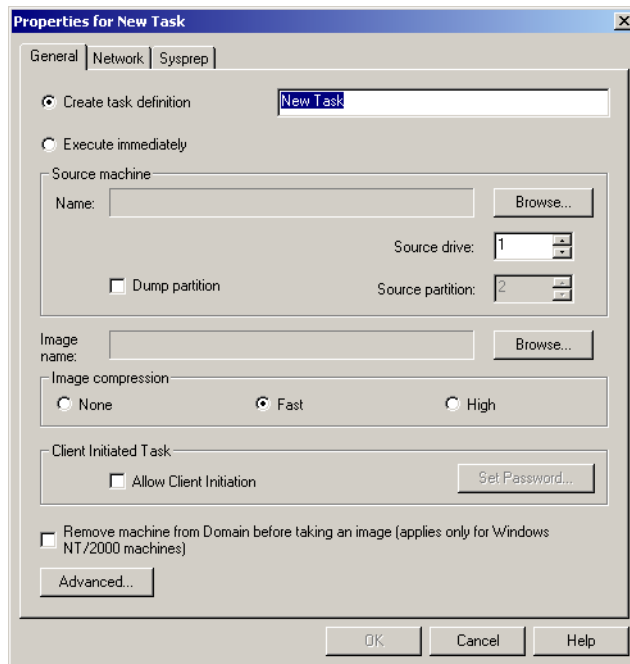 Properties for New Task
General Network Sysprep
Create task definition New Task
Execute immediately
Source machine
Name: Browse...
Source drive: 1
Dump partition Source partition: 2
Image
name: Browse...
Image compression
None Fast High
Client Initiated Task
Allow Client Initiation Set Password...
Remove machine from Domain before taking an image (applies only for Windows
NT/2000 machines)
Advanced...
OK Cancel Help